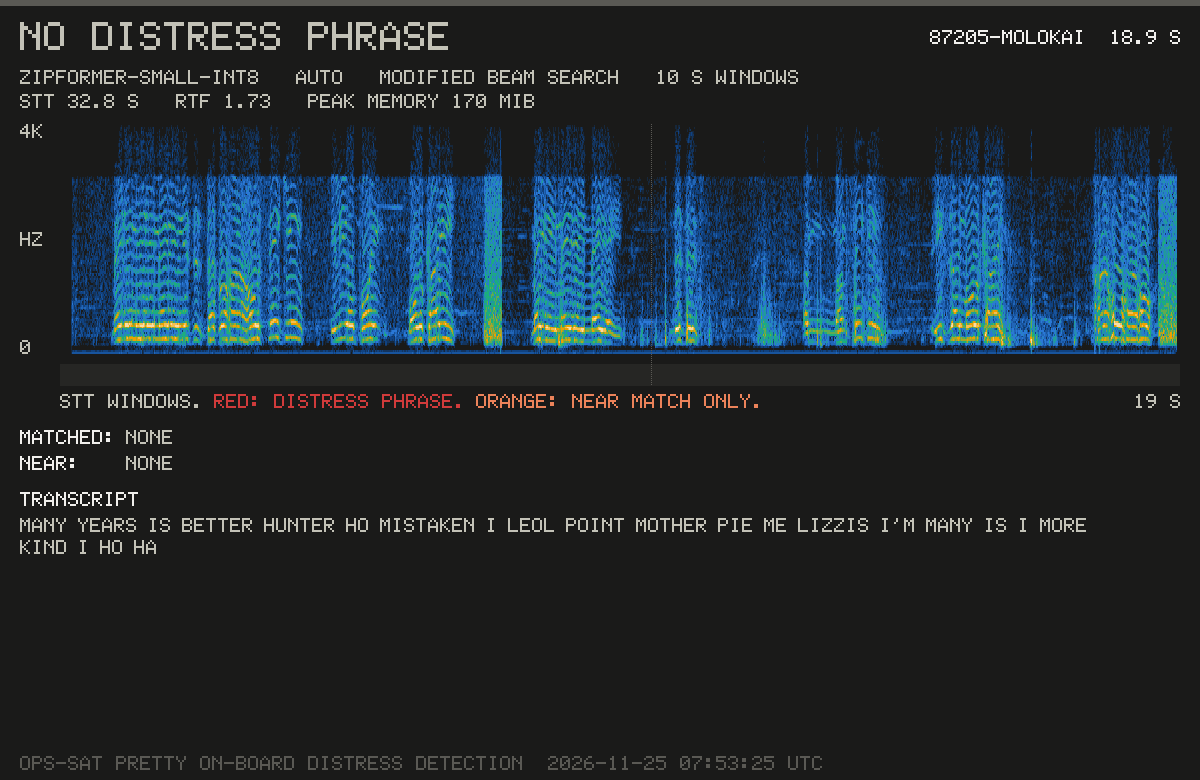 NO DISTRESS PHRASE
87205-MOLOKAI 18.9 S
ZIPFORMER-SMALL-INT8 AUTO MODIFIED BEAM SEARCH 10 S WINDOWS
STT 32.8 S RTF 1.73 PEAK MEMORY 170 MIB
4K
HZ
0
STT WINDOWS. RED: DISTRESS PHRASE. ORANGE: NEAR MATCH ONLY. 19 S
MATCHED: NONE
NEAR: NONE
TRANSCRIPT
MANY YEARS IS BETTER HUNTER HO MISTAKEN I LEOL POINT MOTHER PIE ME LIZZIS I'M MANY IS I MORE
KIND I HO HA
OPS-SAT PRETTY ON-BOARD DISTRESS DETECTION 2026-11-25 07:53:25 UTC